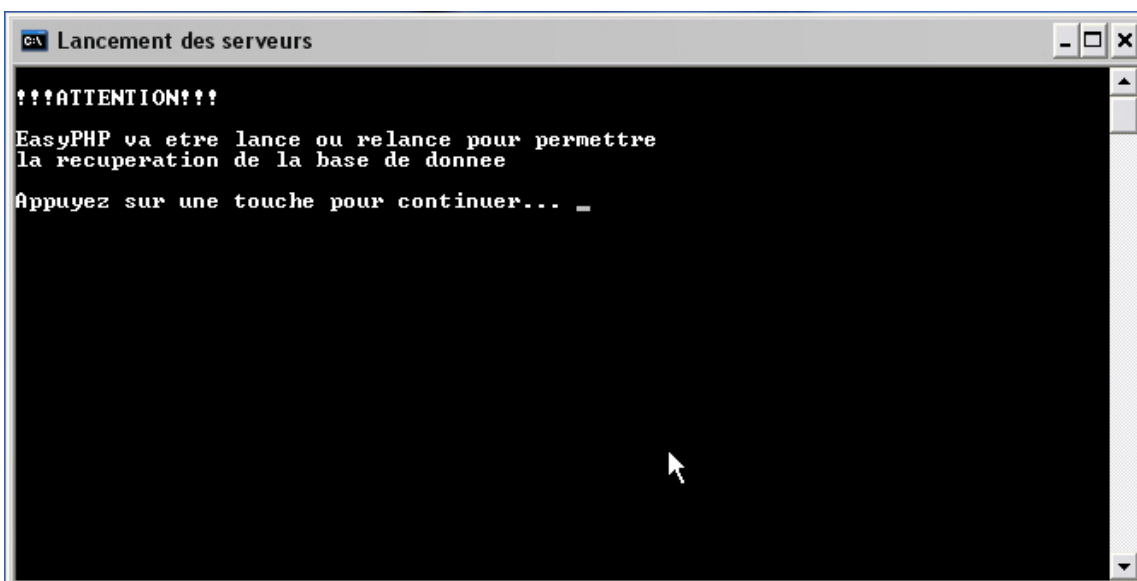 Lancement des serveurs
!!!ATTENTION!!!
EasyPHP va etre lance ou relance pour permettre
la recuperation de la base de donnee
Appuyez sur une touche pour continuer... _